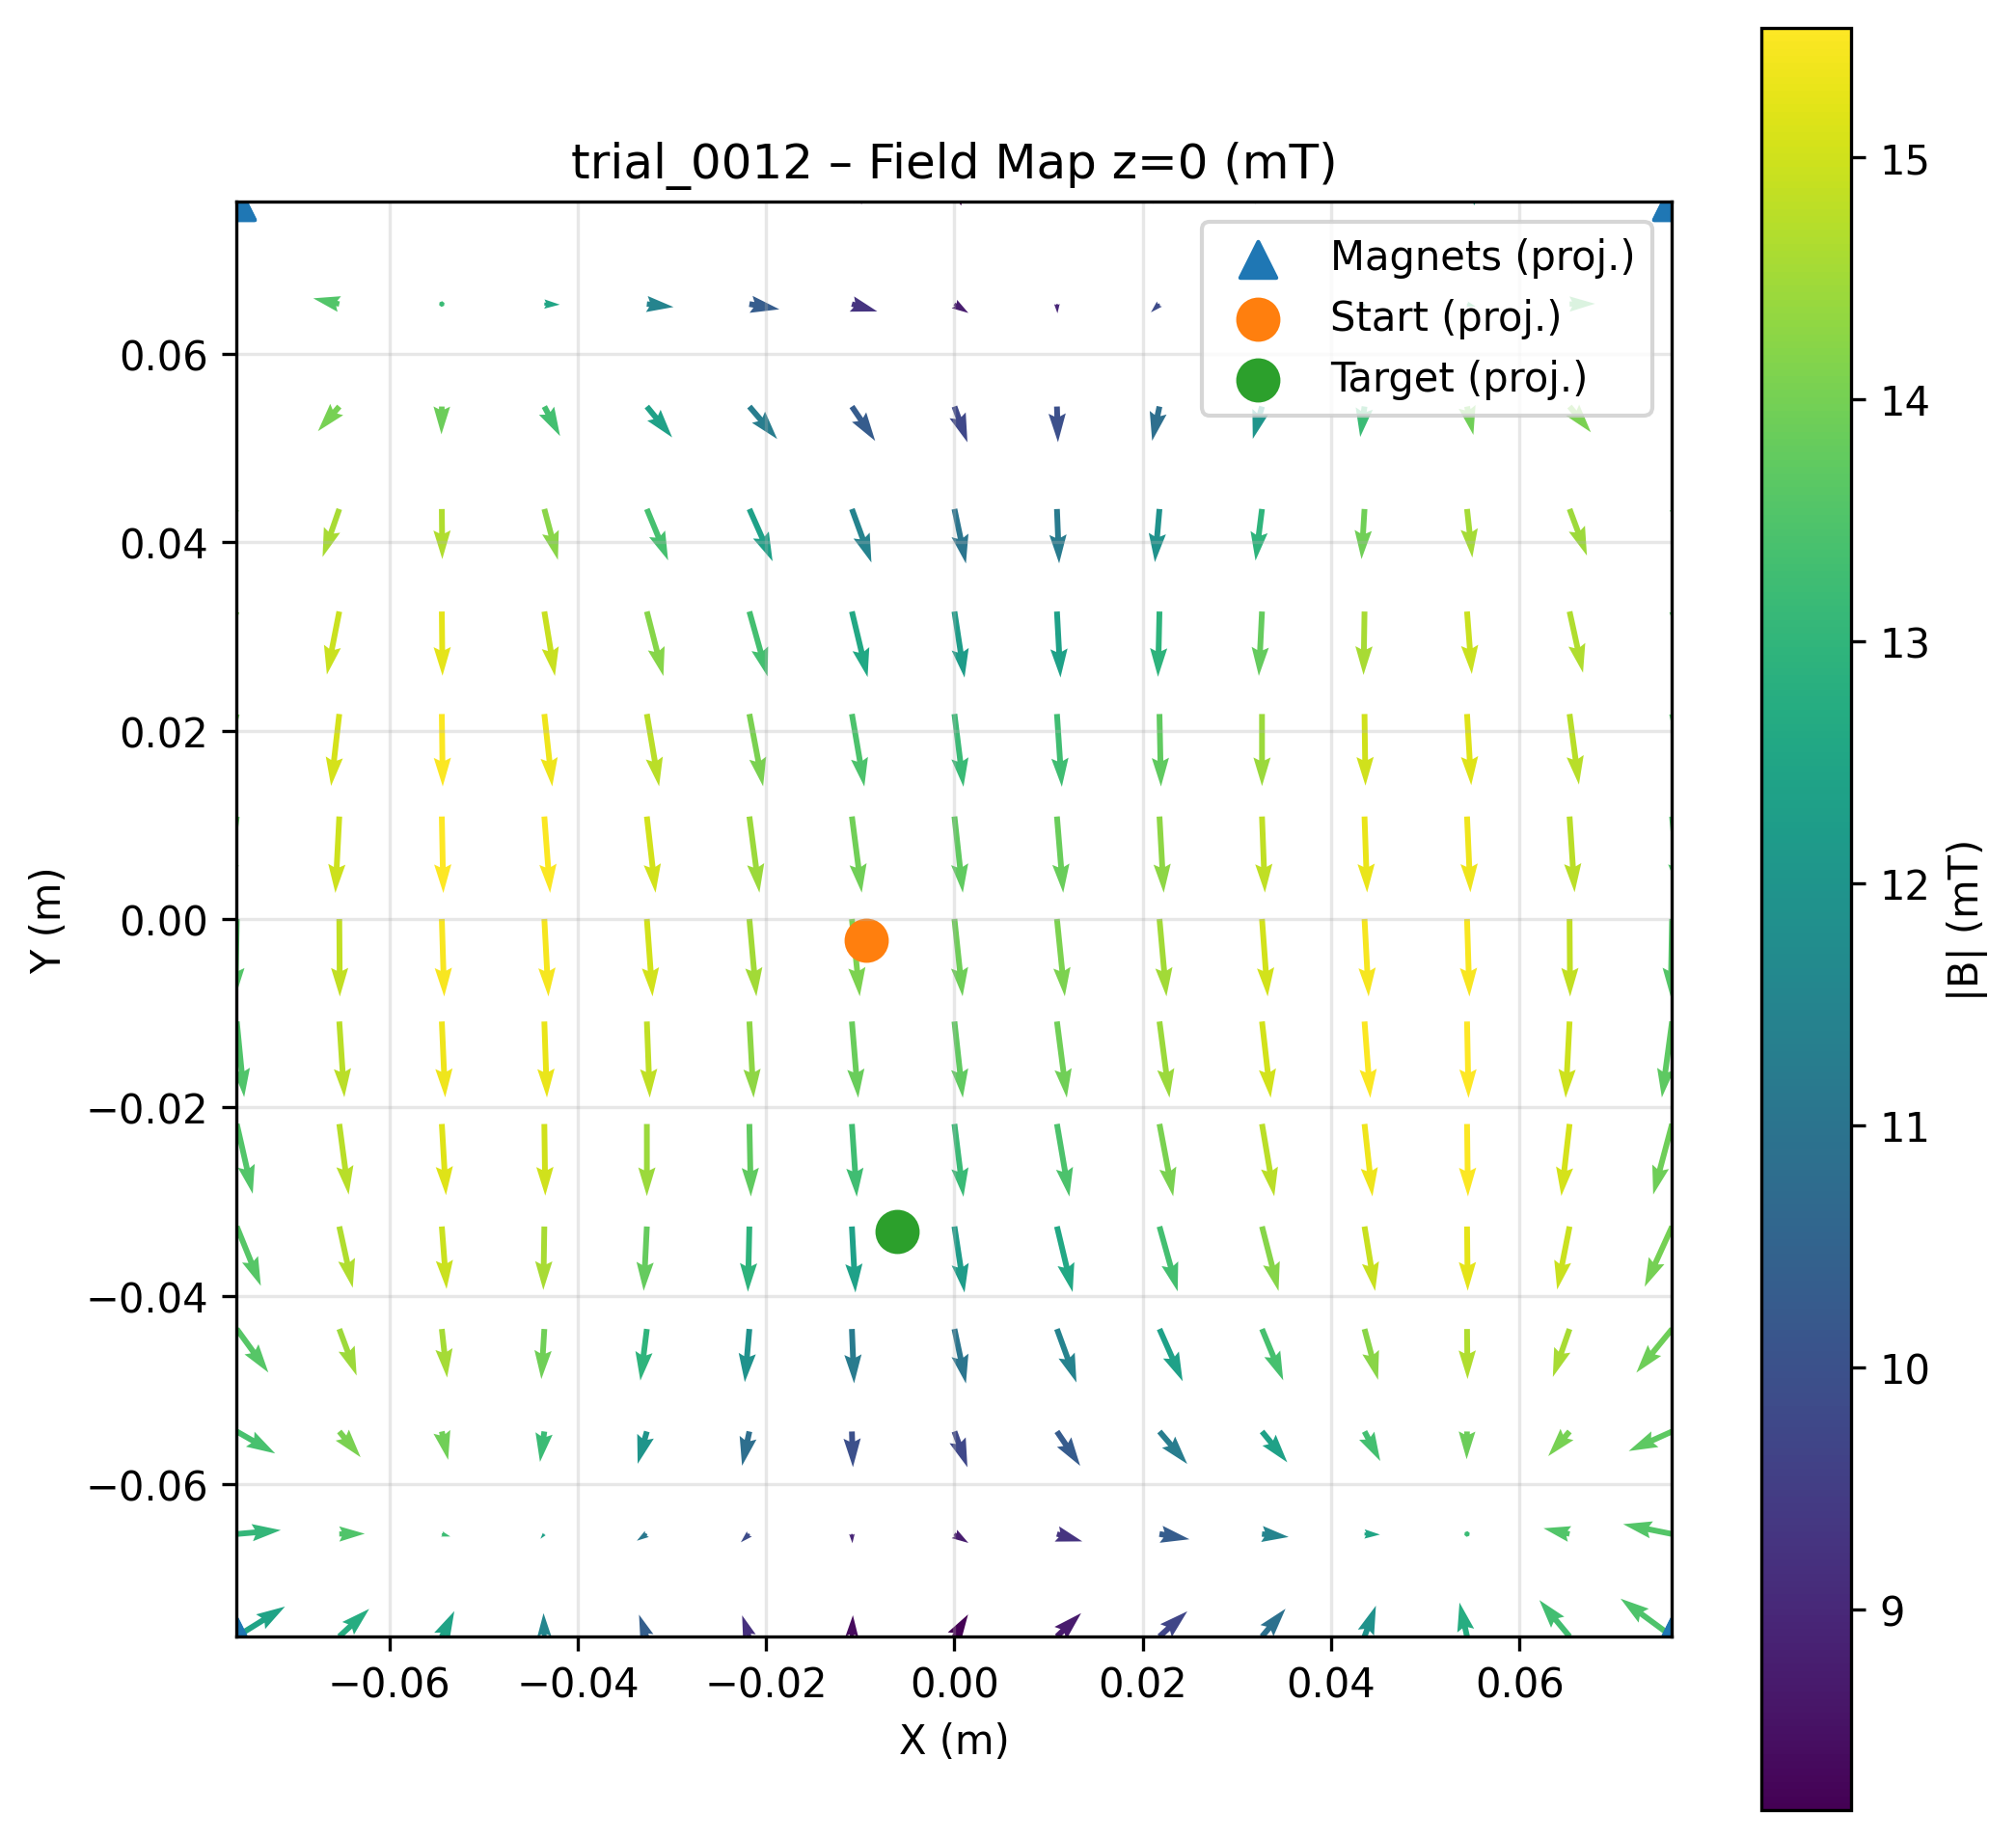 trial_0012 – Field Map z=0 (mT)
Magnets (proj.)
Start (proj.)
Target (proj.)
0.06
0.04
0.02
0.00
−0.02
−0.04
−0.06
Y (m)
−0.06 −0.04 −0.02 0.00 0.02 0.04 0.06
X (m)
15
14
13
12
11
10
9
|B| (mT)